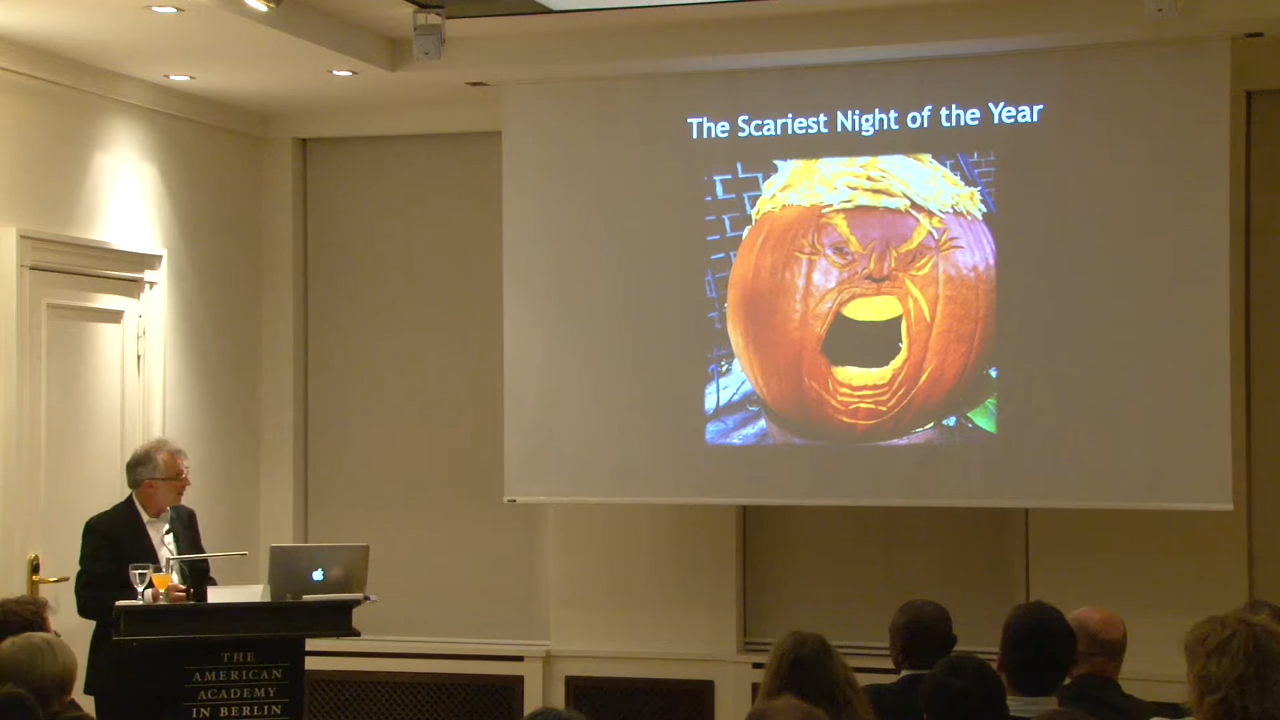 The Scariest Night of the Year
THE
AMERICAN
ACADEMY
IN BERLIN